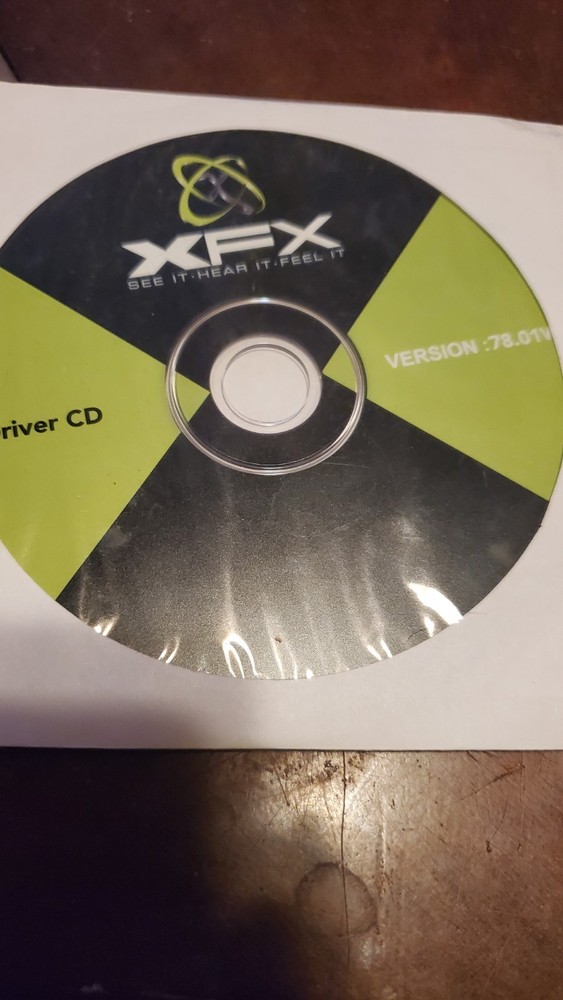 XFX
SEE IT·HEAR IT·FEEL IT
VERSION :78.01
river CD